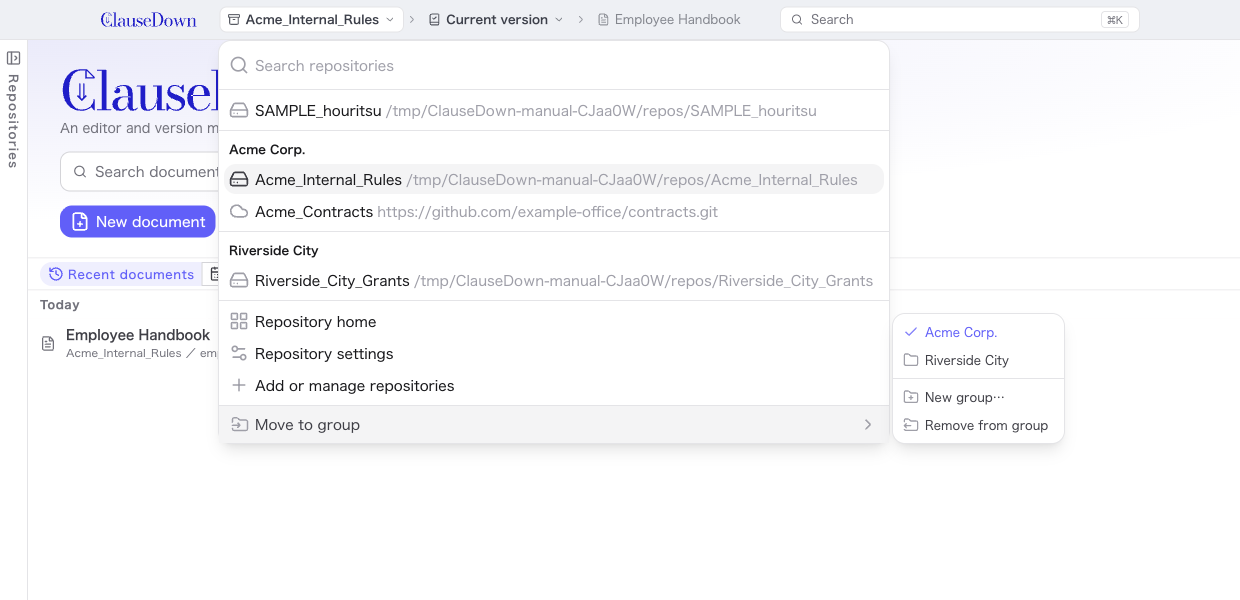 ClauseDown
Acme_Internal_Rules
Current version
Employee Handbook
Search
⌘K
Repositories
An editor and version m
Search document
New document
Recent documents
Today
Employee Handbook
Acme_Internal_Rules ／ em
Search repositories
SAMPLE_houritsu /tmp/ClauseDown-manual-CJaa0W/repos/SAMPLE_houritsu
Acme Corp.
Acme_Internal_Rules /tmp/ClauseDown-manual-CJaa0W/repos/Acme_Internal_Rules
Acme_Contracts https://github.com/example-office/contracts.git
Riverside City
Riverside_City_Grants /tmp/ClauseDown-manual-CJaa0W/repos/Riverside_City_Grants
Repository home
Repository settings
Add or manage repositories
Move to group
Acme Corp.
Riverside City
New group…
Remove from group